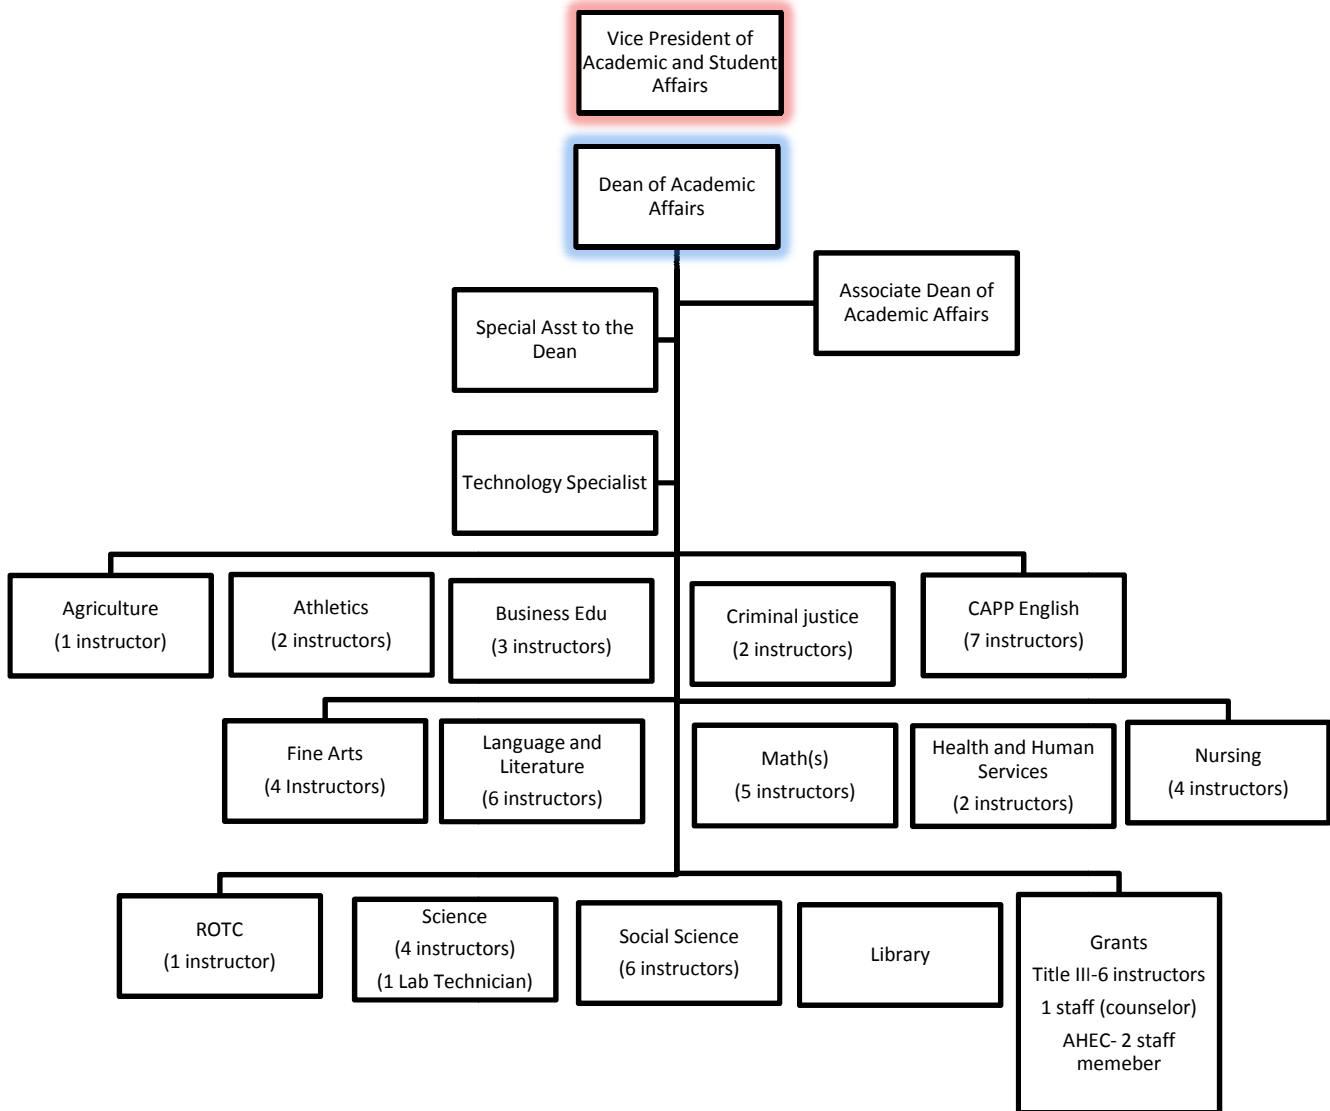 Vice President of
Academic and Student
Affairs
Dean of Academic
Affairs
Associate Dean of
Academic Affairs
Special Asst to the
Dean
Technology Specialist
Agriculture
(1 instructor)
Athletics
(2 instructors)
Business Edu
(3 instructors)
Criminal justice
(2 instructors)
CAPP English
(7 instructors)
Fine Arts
(4 Instructors)
Language and
Literature
(6 instructors)
Math(s)
(5 instructors)
Health and Human
Services
(2 instructors)
Nursing
(4 instructors)
ROTC
(1 instructor)
Science
(4 instructors)
(1 Lab Technician)
Social Science
(6 instructors)
Library
Grants
Title III-6 instructors
1 staff (counselor)
AHEC- 2 staff
memeber